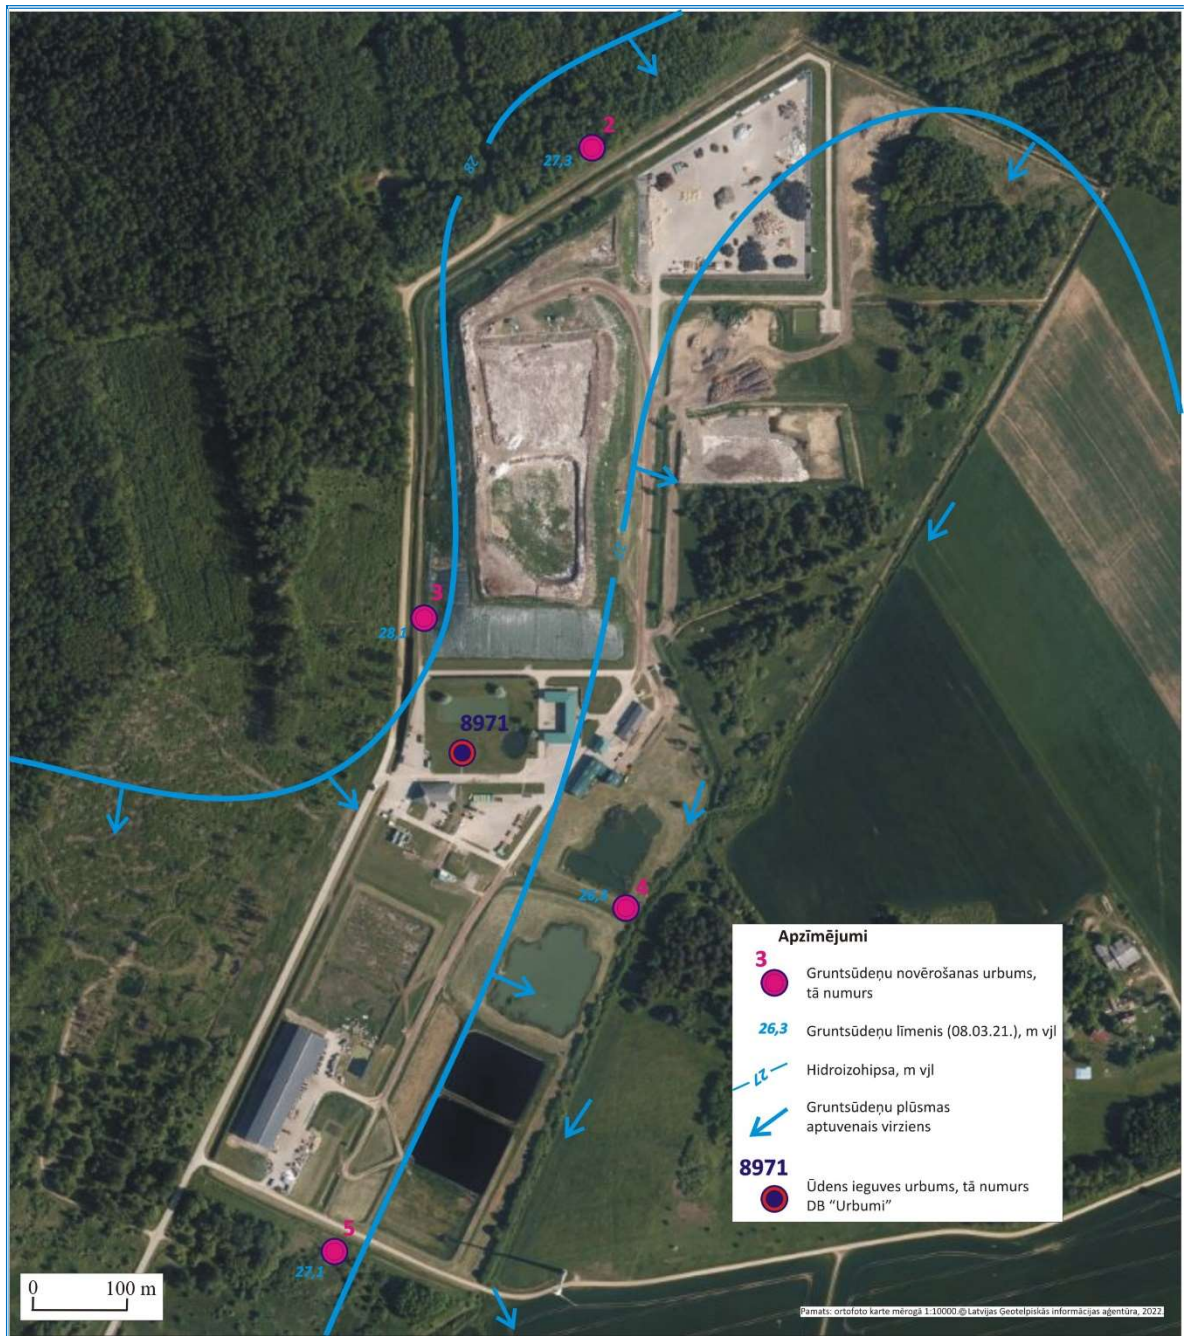 2
27,3
28
3
28,1
8971
4
5
27,1
Apzīmējumi
3
Gruntsūdeņu novērošanas urbums,
tā numurs
26,3
Gruntsūdeņu līmenis (08.03.21.), m vjl
27
Hidroizohipsa, m vjl
Gruntsūdeņu plūsmas
aptuvenais virziens
8971
Ūdens ieguves urbums, tā numurs
DB "Urbumi"
0
100 m
Pamats: ortofoto karte mērogā 1:10000.© Latvijas Ģeotelpiskās informācijas aģentūra, 2022.